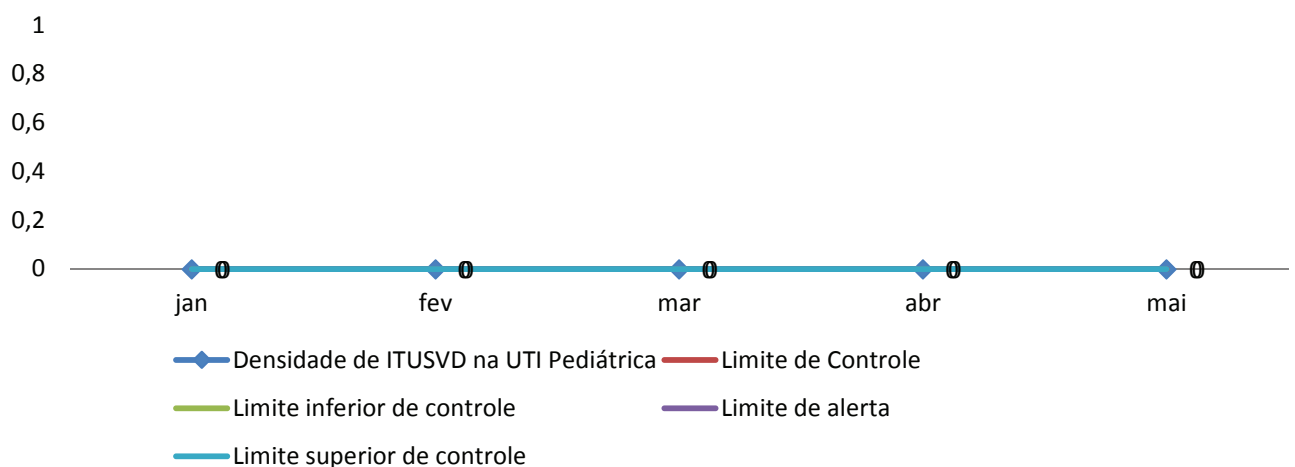 1
0,8
0,6
0,4
0,2
0
0 0 0 0 0
jan fev mar abr mai
Densidade de ITUSVD na UTI Pediátrica Limite de Controle
Limite inferior de controle Limite de alerta
Limite superior de controle